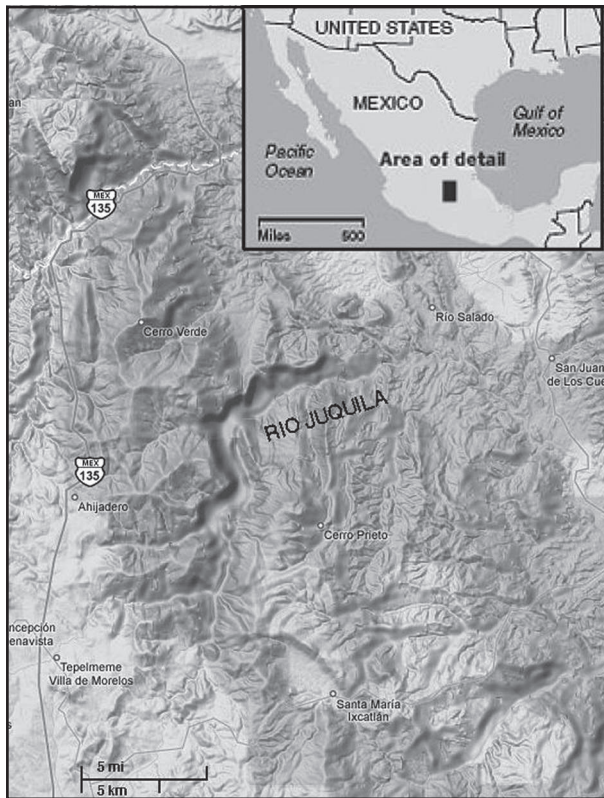 UNITED STATES
MEXICO
Gulf of
Mexico
Pacific
Ocean
Area of detail
Miles 500
an
MEX
135
Río Salado
Cerro Verde
San Juan
de Los Cue
RIO JUQUILA
MEX
135
Ahijadero
Cerro Prieto
ncepción
enavista
Tepelmeme
Villa de Morelos
Santa María
Ixcatlán
s
5 mi
5 km